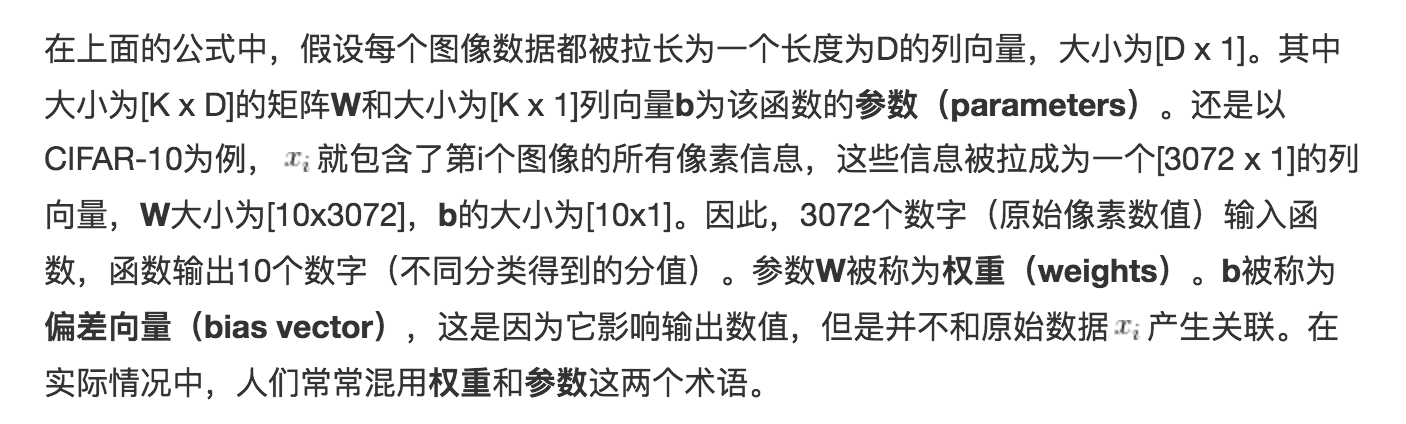 在上面的公式中，假设每个图像数据都被拉长为一个长度为D的列向量，大小为[D x 1]。其中
大小为[K x D]的矩阵W和大小为[K x 1]列向量b为该函数的参数（parameters）。还是以
CIFAR-10为例， xᵢ 就包含了第i个图像的所有像素信息，这些信息被拉成为一个[3072 x 1]的列
向量，W大小为[10x3072]，b的大小为[10x1]。因此，3072个数字（原始像素数值）输入函
数，函数输出10个数字（不同分类得到的分值）。参数W被称为权重（weights）。b被称为
偏差向量（bias vector），这是因为它影响输出数值，但是并不和原始数据 xᵢ 产生关联。在
实际情况中，人们常常混用权重和参数这两个术语。